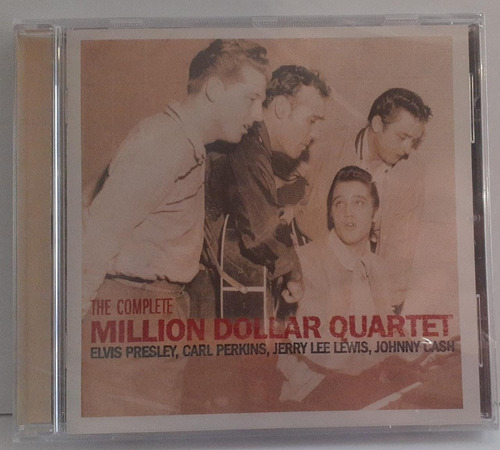 THE COMPLETE
MILLION DOLLAR QUARTET
ELVIS PRESLEY, CARL PERKINS, JERRY LEE LEWIS, JOHNNY CASH